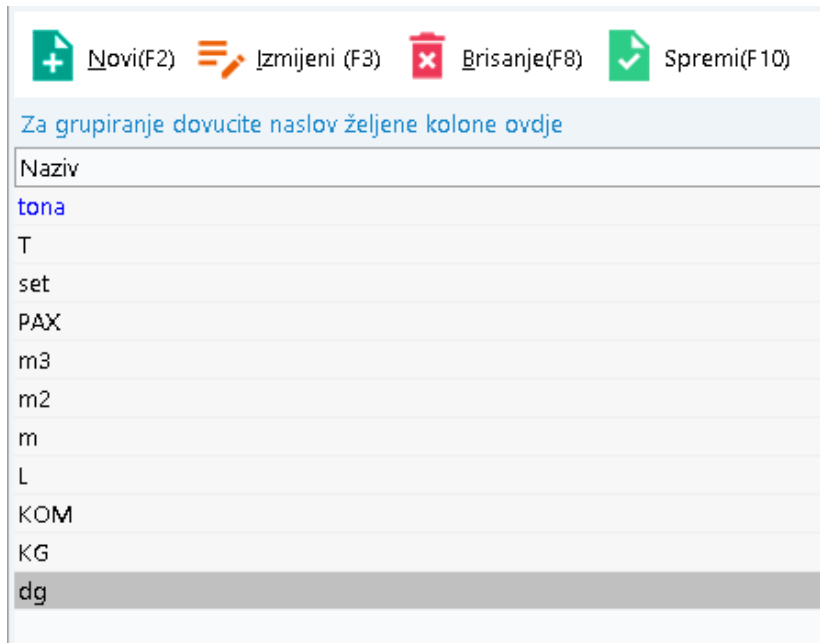 Novi(F2) Izmijeni (F3) Brisanje(F8) Spremi(F10)
Za grupiranje dovucite naslov željene kolone ovdje
Naziv
tona
T
set
PAX
m3
m2
m
L
KOM
KG
dg